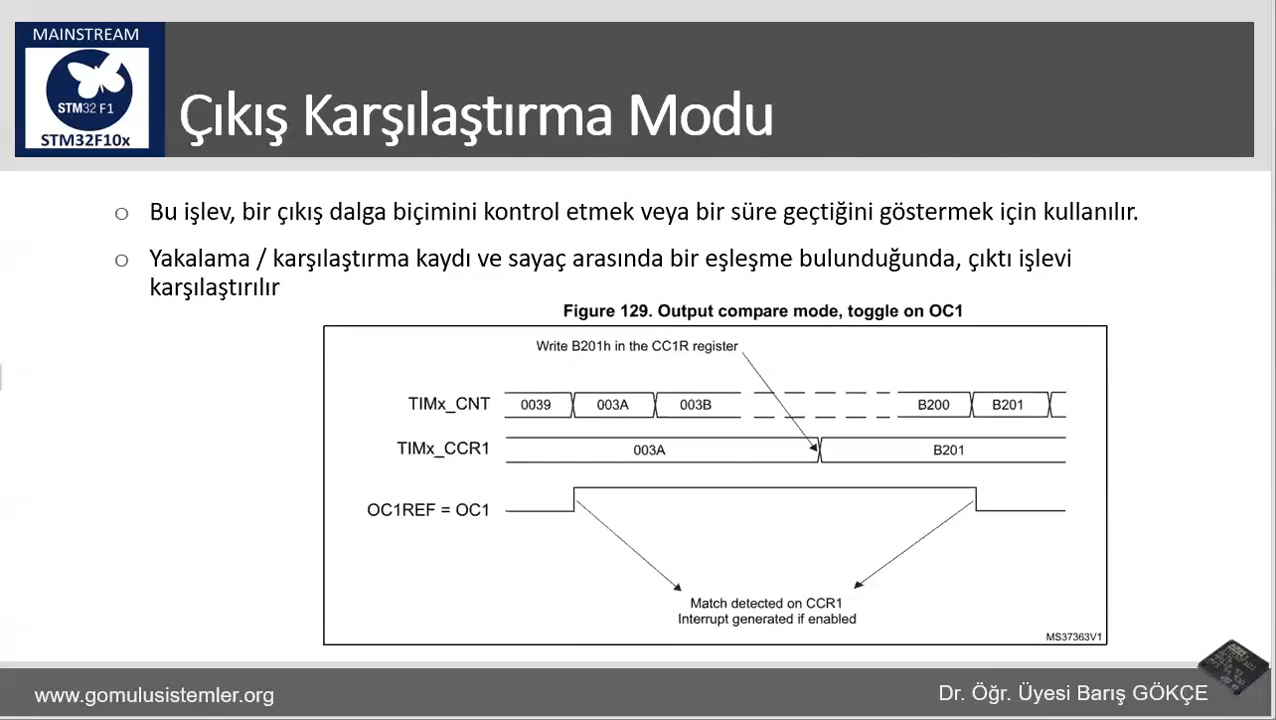 MAINSTREAM
STM32 F1
STM32F10x
Çıkış Karşılaştırma Modu
o Bu işlev, bir çıkış dalga biçimini kontrol etmek veya bir süre geçtiğini göstermek için kullanılır.
o Yakalama / karşılaştırma kaydı ve sayaç arasında bir eşleşme bulunduğunda, çıktı işlevi
karşılaştırılır
Figure 129. Output compare mode, toggle on OC1
Write B201h in the CC1R register
TIMx_CNT 0039 003A 003B B200 B201
TIMx_CCR1 003A B201
OC1REF = OC1
Match detected on CCR1
Interrupt generated if enabled
MS37363V1
www.gomulusistemler.org
Dr. Öğr. Üyesi Barış GÖKÇE